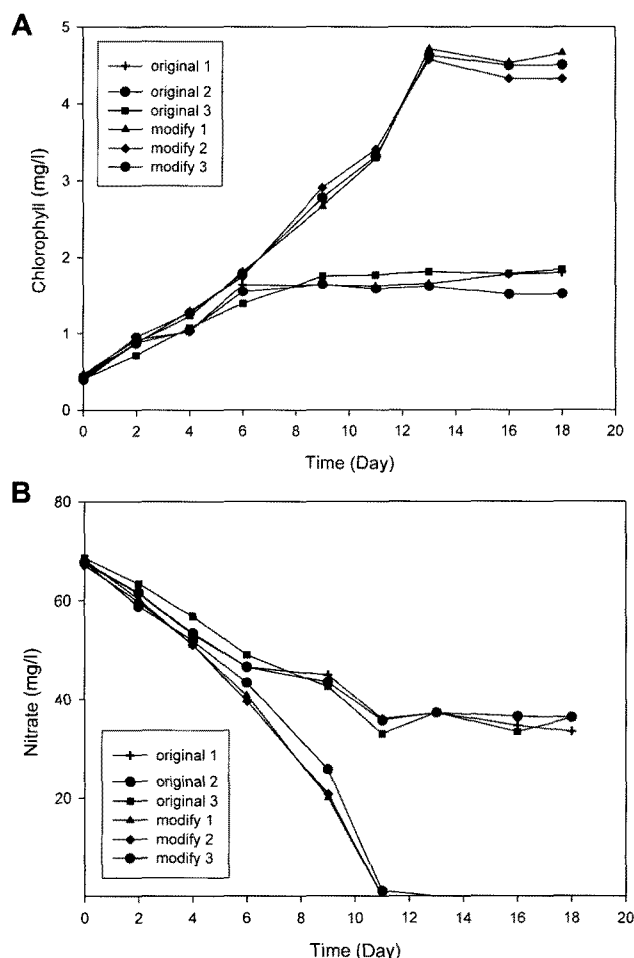 A
Chlorophyll (mg/l)
5
4
3
2
1
0
original 1
original 2
original 3
modify 1
modify 2
modify 3
0 2 4 6 8 10 12 14 16 18 20
Time (Day)
B
Nitrate (mg/l)
80
60
40
20
original 1
original 2
original 3
modify 1
modify 2
modify 3
0 2 4 6 8 10 12 14 16 18 20
Time (Day)